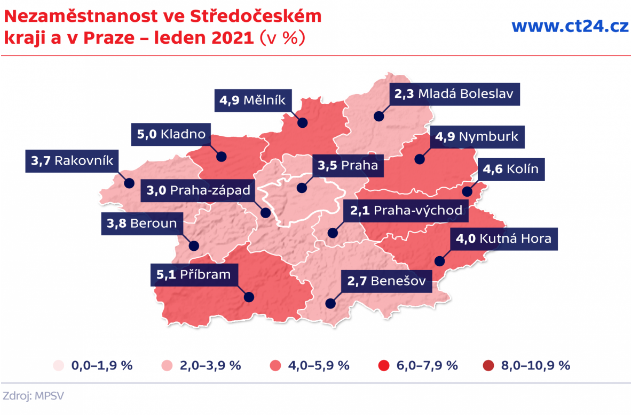 Nezaměstnanost ve Středočeském
kraji a v Praze – leden 2021 (v %)
www.ct24.cz
2,3 Mladá Boleslav
4,9 Mělník
5,0 Kladno
4,9 Nymburk
3,7 Rakovník
3,5 Praha
4,6 Kolín
3,0 Praha-západ
2,1 Praha-východ
3,8 Beroun
4,0 Kutná Hora
5,1 Příbram
2,7 Benešov
0,0–1,9 %
2,0–3,9 %
4,0–5,9 %
6,0–7,9 %
8,0–10,9 %
Zdroj: MPSV